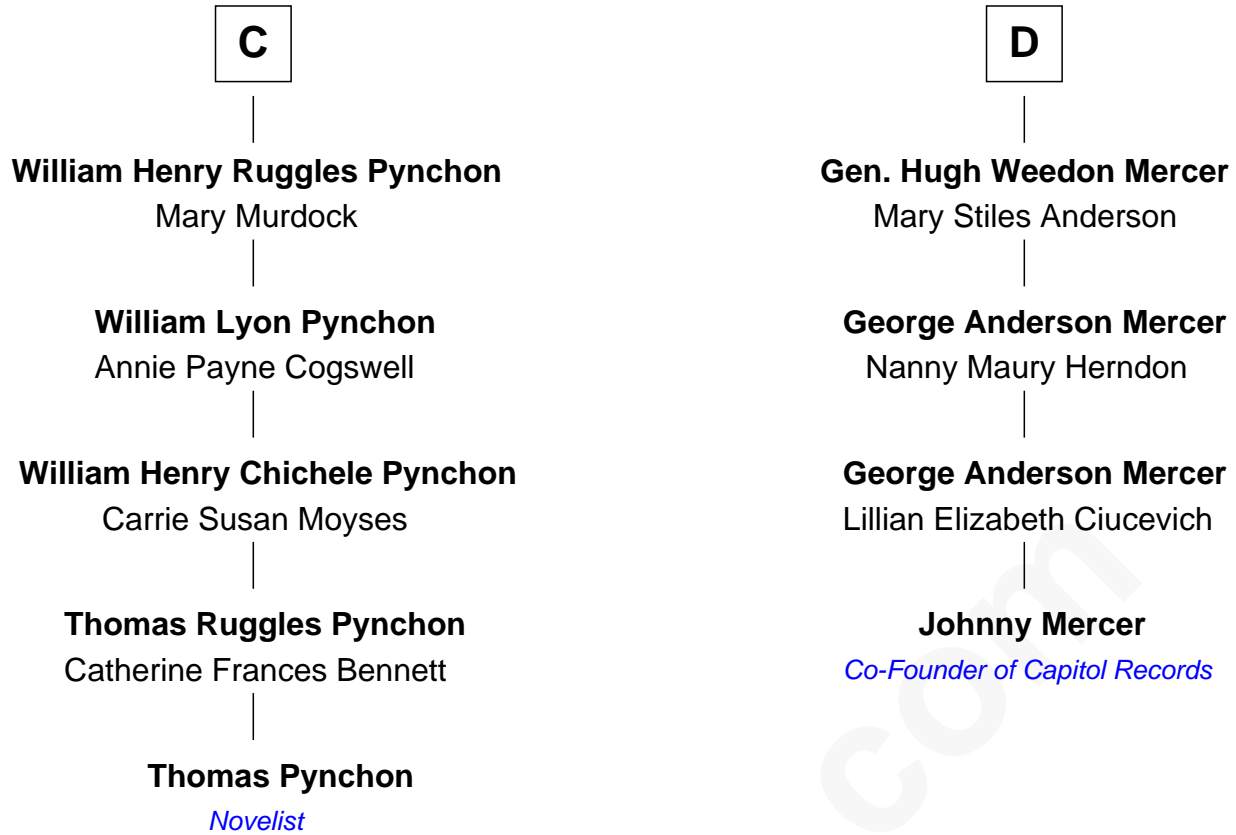 C
William Henry Ruggles Pynchon
Mary Murdock
William Lyon Pynchon
Annie Payne Cogswell
William Henry Chichele Pynchon
Carrie Susan Moyses
Thomas Ruggles Pynchon
Catherine Frances Bennett
Thomas Pynchon
Novelist
D
Gen. Hugh Weedon Mercer
Mary Stiles Anderson
George Anderson Mercer
Nanny Maury Herndon
George Anderson Mercer
Lillian Elizabeth Ciucevich
Johnny Mercer
Co-Founder of Capitol Records
com